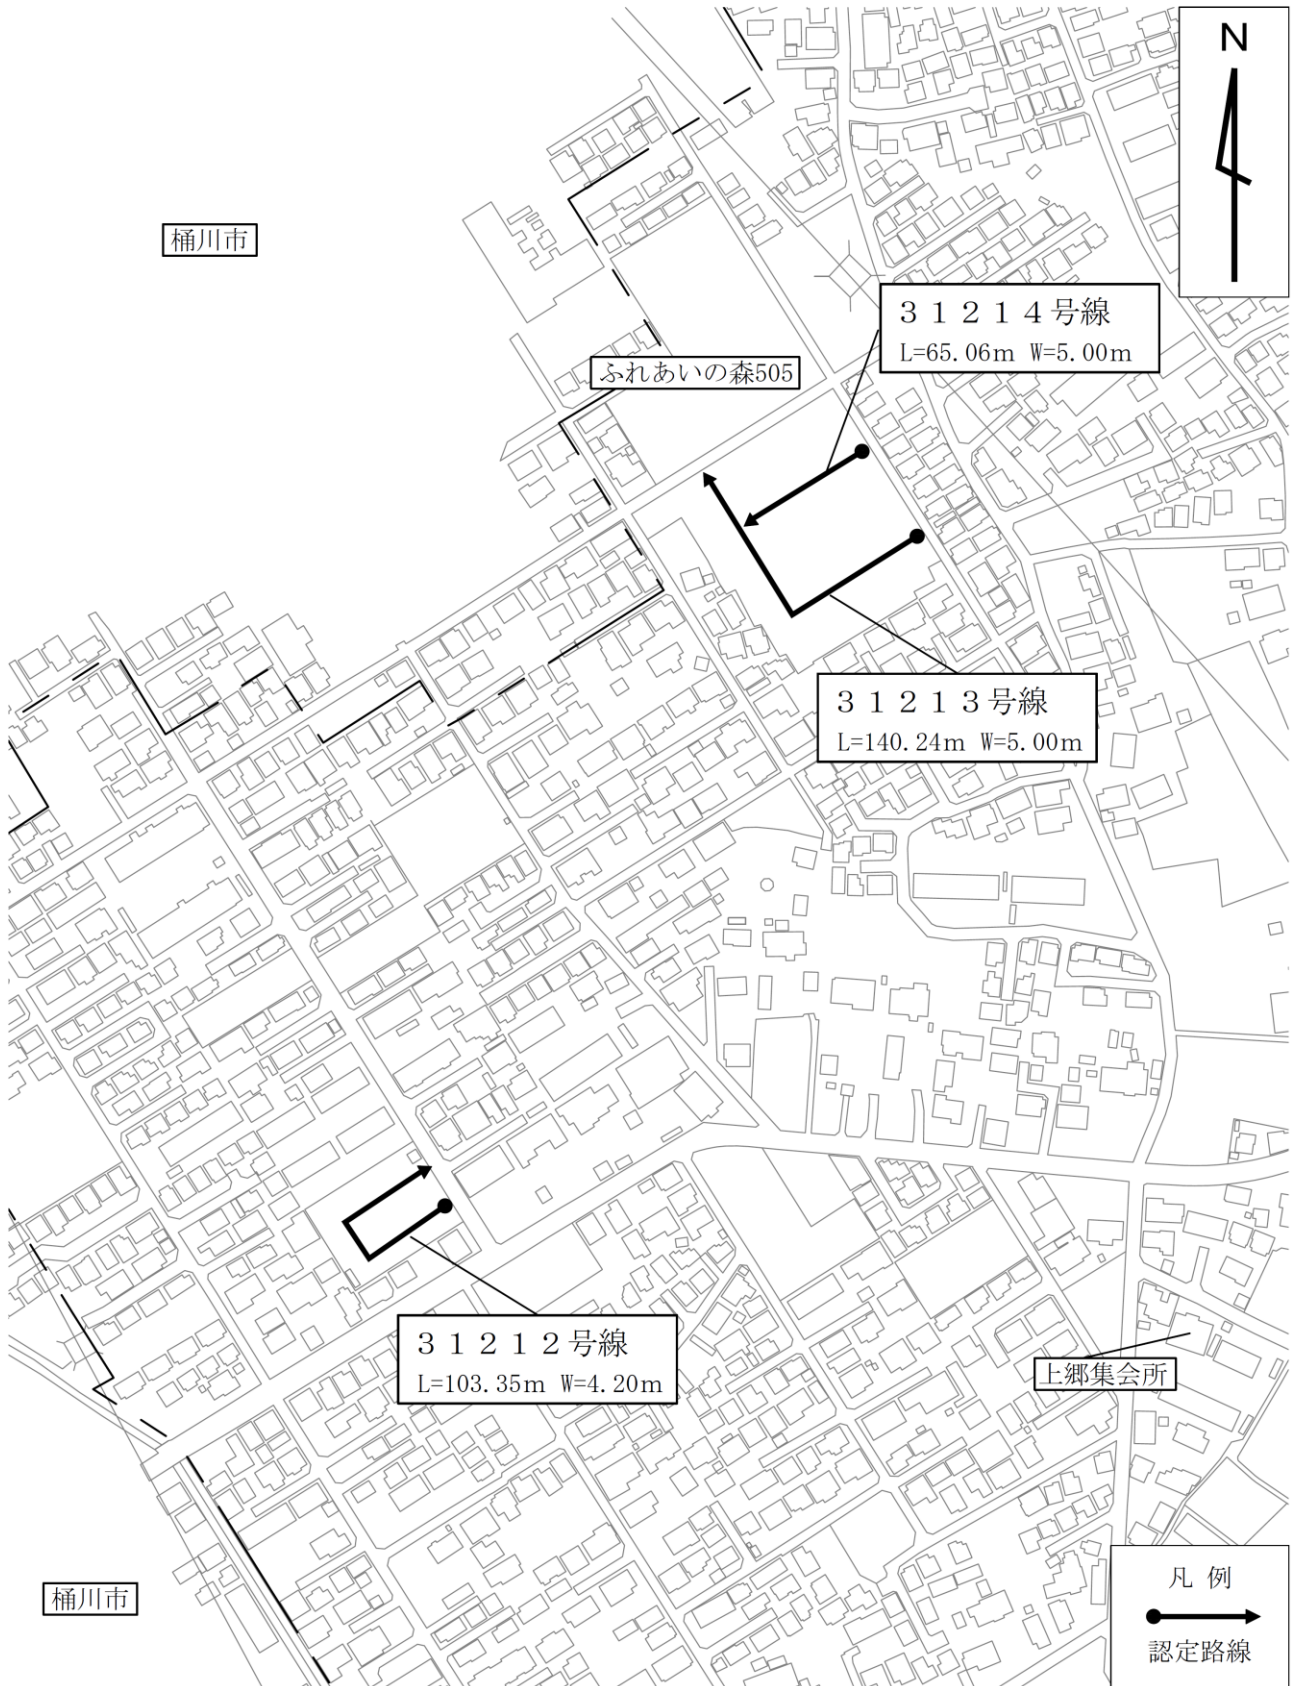 N
桶川市
３１２１４号線
L=65.06m W=5.00m
ふれあいの森505
３１２１３号線
L=140.24m W=5.00m
３１２１２号線
L=103.35m W=4.20m
上郷集会所
桶川市
凡 例
認定路線